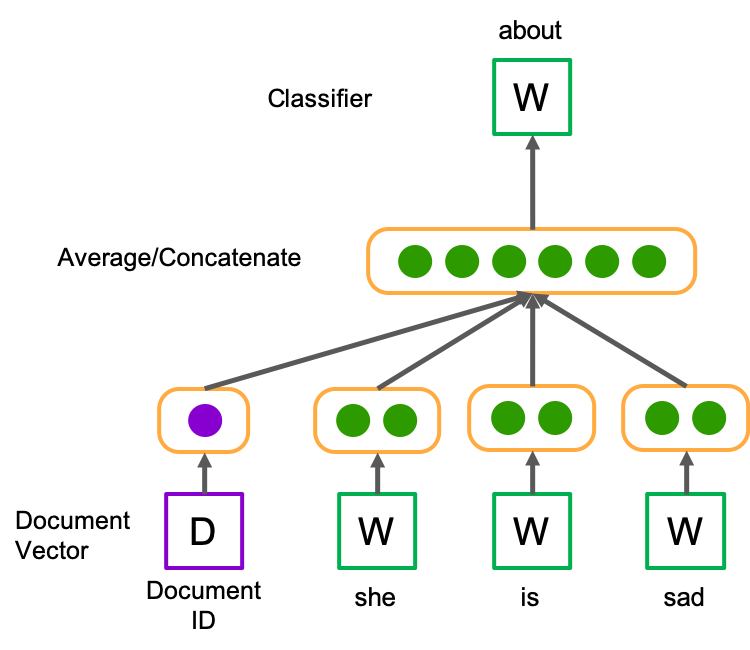 about
Classifier
W
Average/Concatenate
Document
Vector
D
W
W
W
Document
ID
she
is
sad